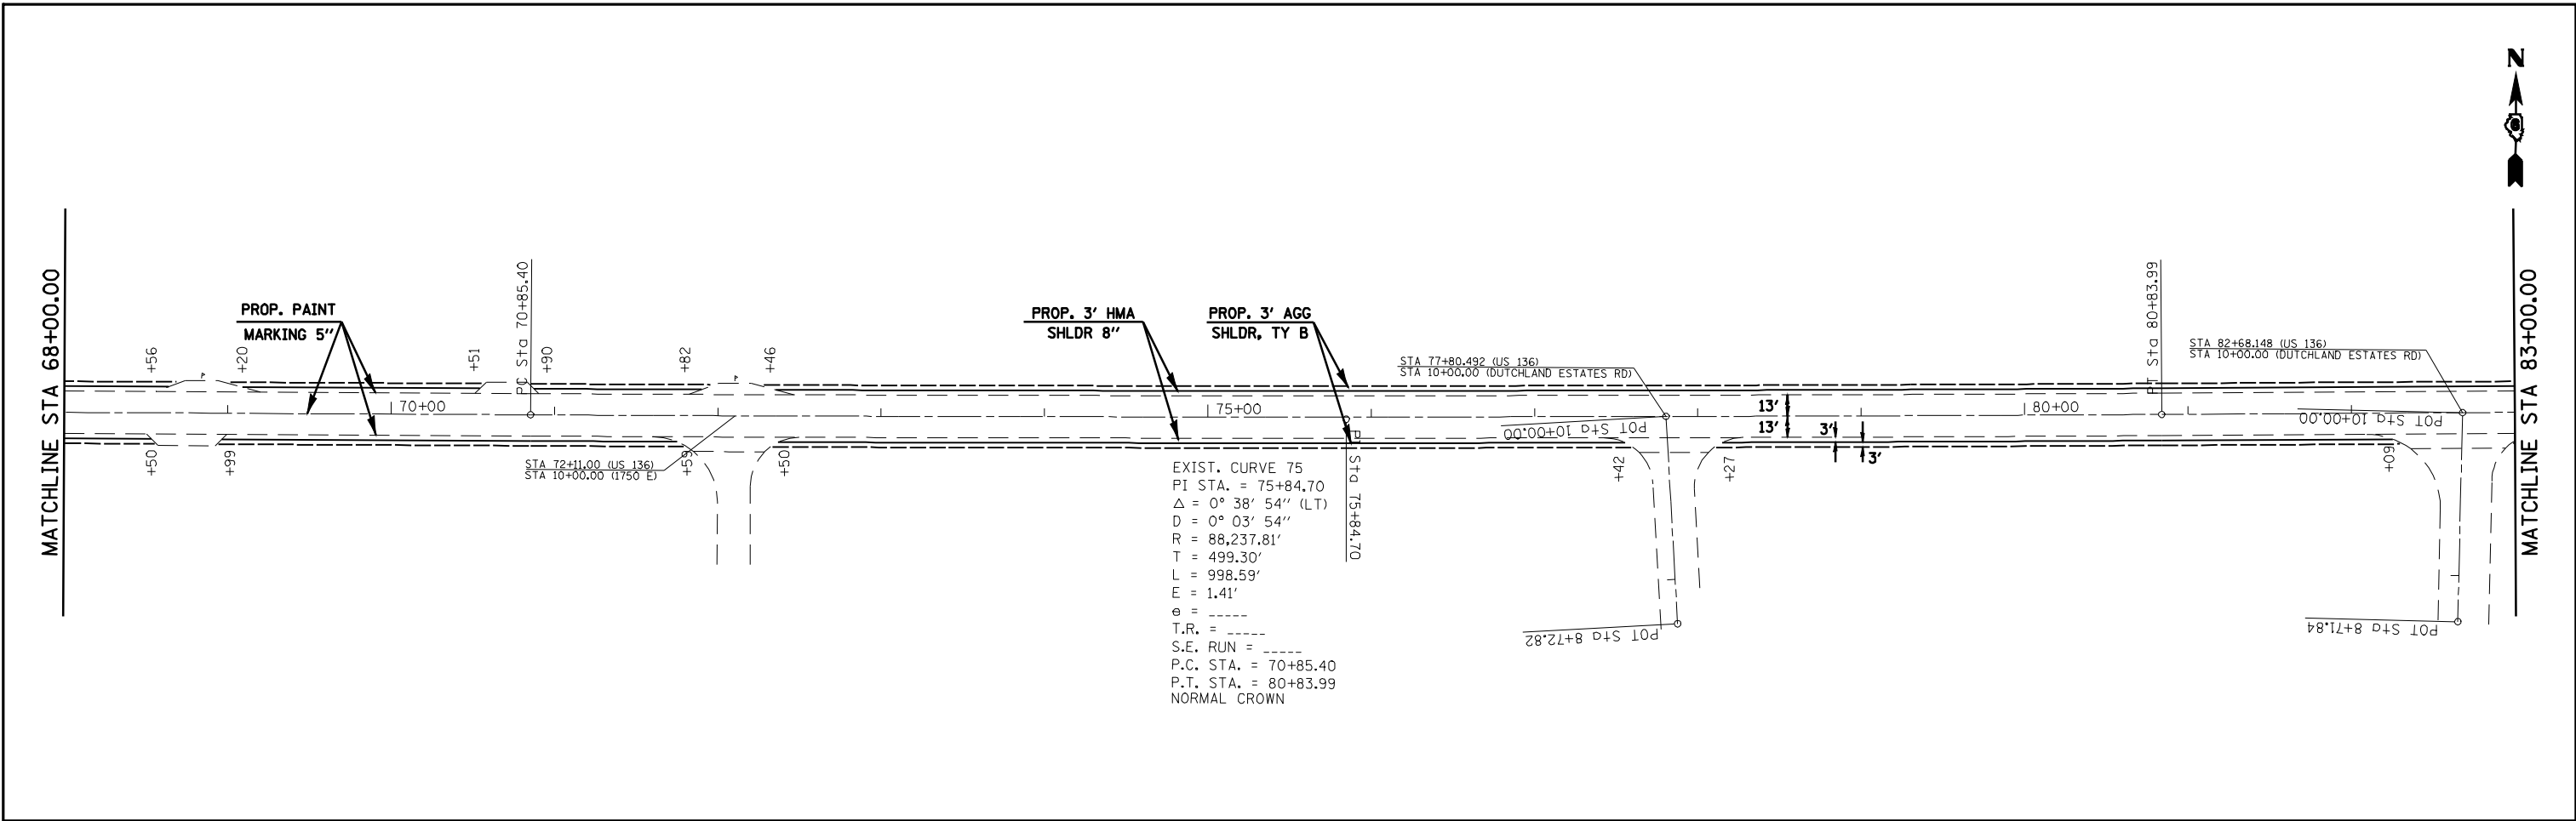 N
6
MATCHLINE STA 68+00.00
PROP. PAINT
MARKING 5"
+56
+20
+51
PC Sta 70+85.40
+90
+82
+46
70+00
+50
+99
STA 72+11.00 (US 136)
STA 10+00.00 (1750 E)
+59
+50
PROP. 3' HMA
SHLDR 8"
PROP. 3' AGG
SHLDR, TY B
75+00
PI Sta 75+84.70
EXIST. CURVE 75
PI STA. = 75+84.70
Δ = 0° 38' 54" (LT)
D = 0° 03' 54"
R = 88,237.81'
T = 499.30'
L = 998.59'
E = 1.41'
e = _____
T.R. = _____
S.E. RUN = _____
P.C. STA. = 70+85.40
P.T. STA. = 80+83.99
NORMAL CROWN
STA 77+80.492 (US 136)
STA 10+00.00 (DUTCHLAND ESTATES RD)
POT Sta 10+00.00
+42
+27
POT Sta 8+72.82
13'
13'
3'
3'
80+00
PT Sta 80+83.99
STA 82+68.148 (US 136)
STA 10+00.00 (DUTCHLAND ESTATES RD)
POT Sta 10+00.00
+09
POT Sta 8+71.84
MATCHLINE STA 83+00.00